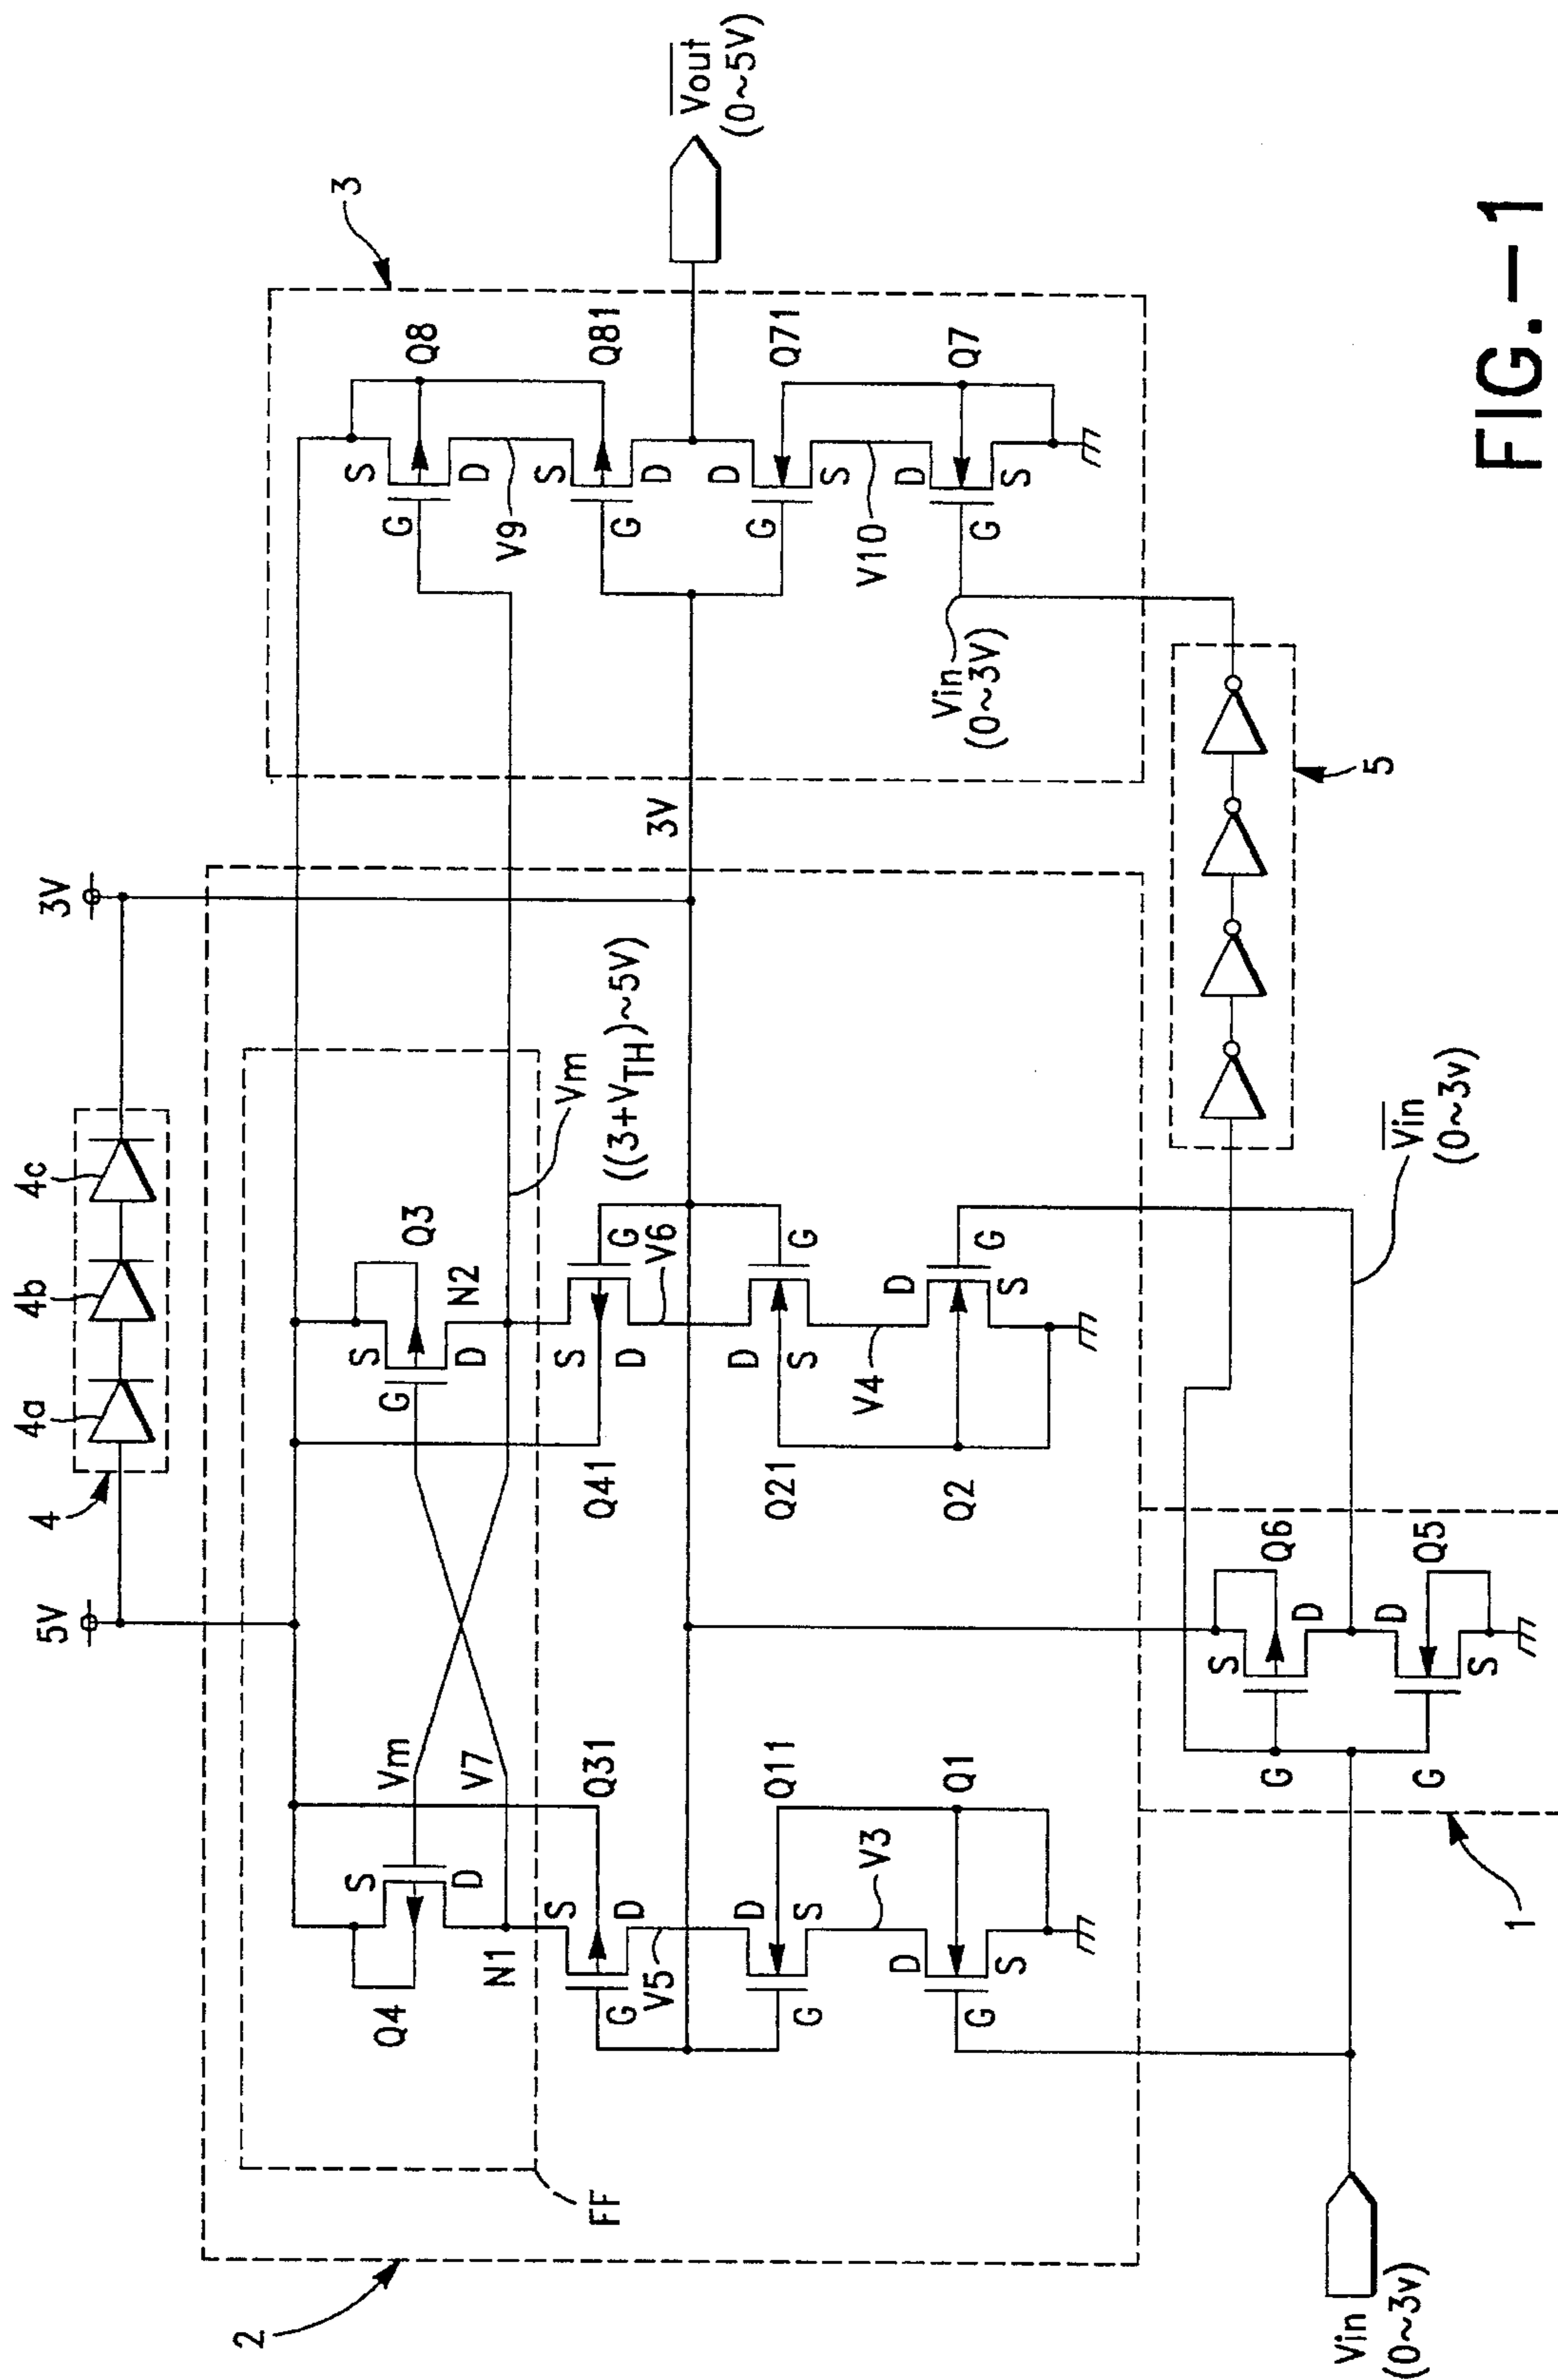 5V
4
4a
4b
4c
3V
2
FF
Q4
S
D
Vm
V7
N1
S
G
D
Q3
N2
Vm
((3+VTH)~5V)
Q31
S
G
D
V5
Q41
S
G
D
V6
3V
Q11
D
G
S
V3
Q21
D
G
S
V4
Q1
D
G
S
Q2
D
G
S
3
Q8
S
G
D
V9
Q81
S
G
D
Q71
D
G
S
V10
Q7
D
G
S
Vin
(0~3V)
Vout
(0~5V)
5
Vin
(0~3v)
1
Q6
S
G
D
Q5
D
G
S
Vin
(0~3v)
FIG.-1